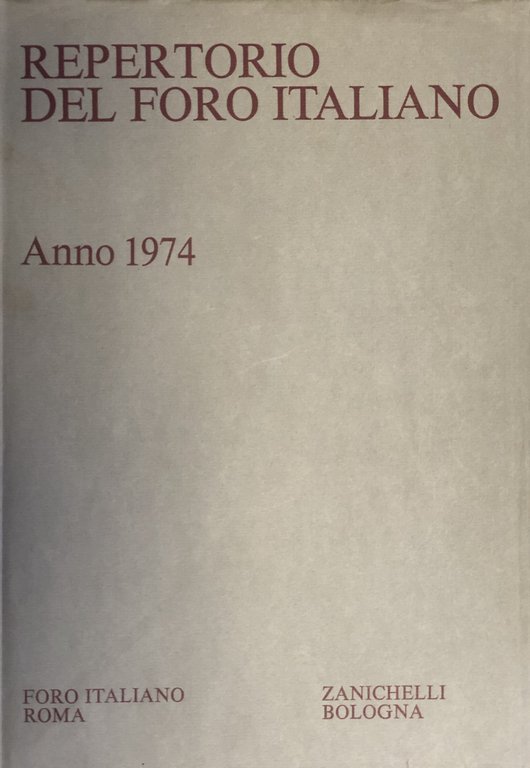 REPERTORIO
DEL FORO ITALIANO
Anno 1974
FORO ITALIANO
ROMA
ZANICHELLI
BOLOGNA